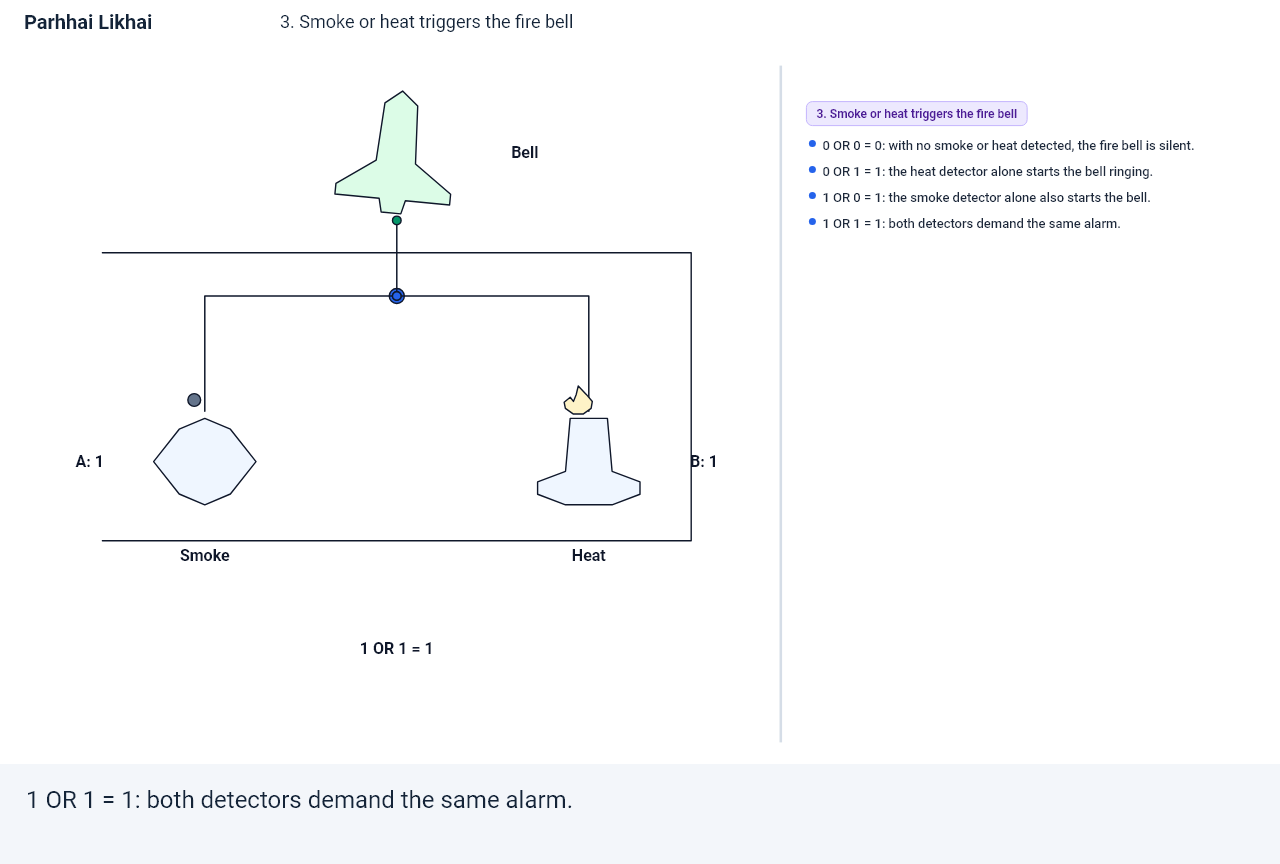 Parhhai Likhai
3. Smoke or heat triggers the fire bell
Bell
A: 1
B: 1
Smoke
Heat
1 OR 1 = 1
3. Smoke or heat triggers the fire bell
0 OR 0 = 0: with no smoke or heat detected, the fire bell is silent.
0 OR 1 = 1: the heat detector alone starts the bell ringing.
1 OR 0 = 1: the smoke detector alone also starts the bell.
1 OR 1 = 1: both detectors demand the same alarm.
1 OR 1 = 1: both detectors demand the same alarm.